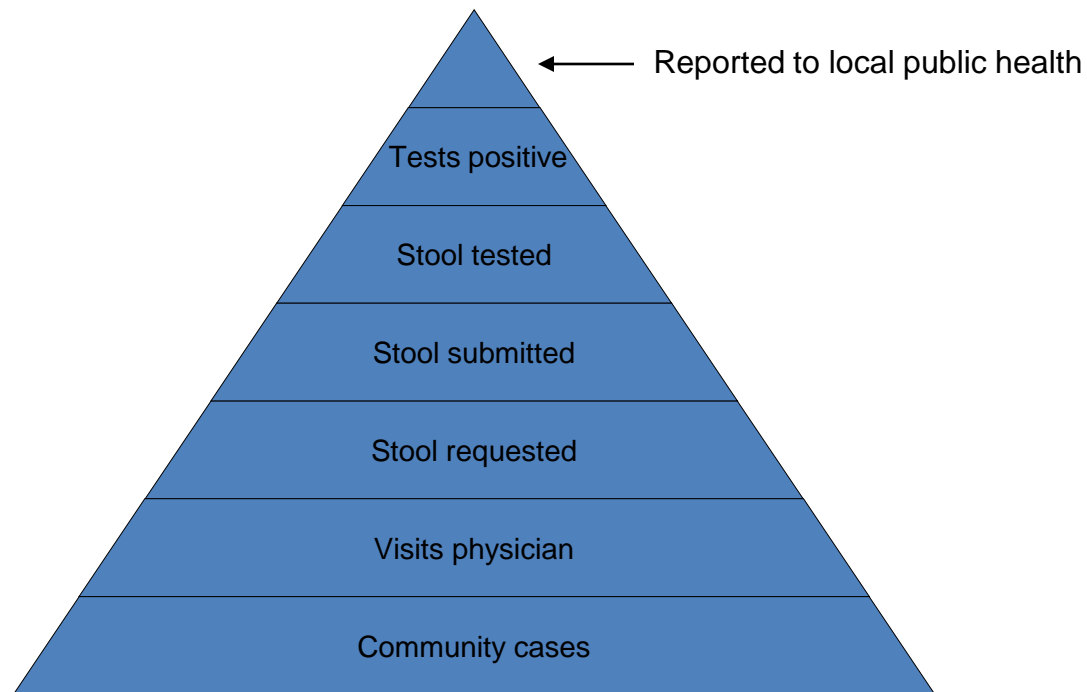 Reported to local public health
Tests positive
Stool tested
Stool submitted
Stool requested
Visits physician
Community cases